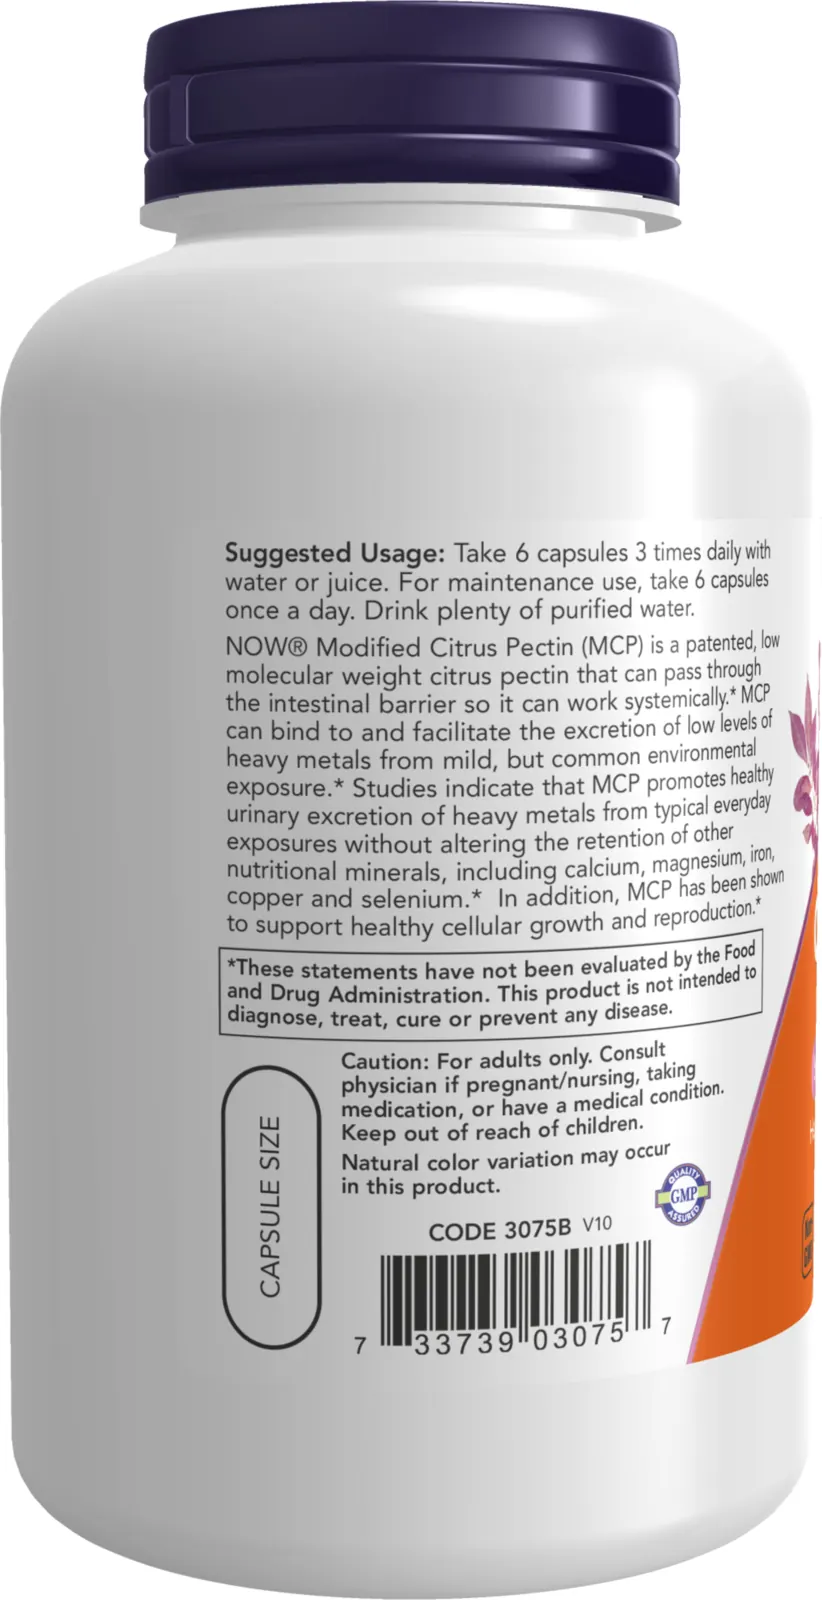 Suggested Usage: Take 6 capsules 3 times daily with
water or juice. For maintenance use, take 6 capsules
once a day. Drink plenty of purified water.
NOW® Modified Citrus Pectin (MCP) is a patented, low
molecular weight citrus pectin that can pass through
the intestinal barrier so it can work systemically.* MCP
can bind to and facilitate the excretion of low levels of
heavy metals from mild, but common environmental
exposure.* Studies indicate that MCP promotes healthy
urinary excretion of heavy metals from typical everyday
exposures without altering the retention of other
nutritional minerals, including calcium, magnesium, iron,
copper and selenium.* In addition, MCP has been shown
to support healthy cellular growth and reproduction.*
*These statements have not been evaluated by the Food
and Drug Administration. This product is not intended to
diagnose, treat, cure or prevent any disease.
CAPSULE SIZE
Caution: For adults only. Consult
physician if pregnant/nursing, taking
medication, or have a medical condition.
Keep out of reach of children.
Natural color variation may occur
in this product.
QUALITY
GMP
ASSURED
CODE 3075B V10
7 33739 03075 7